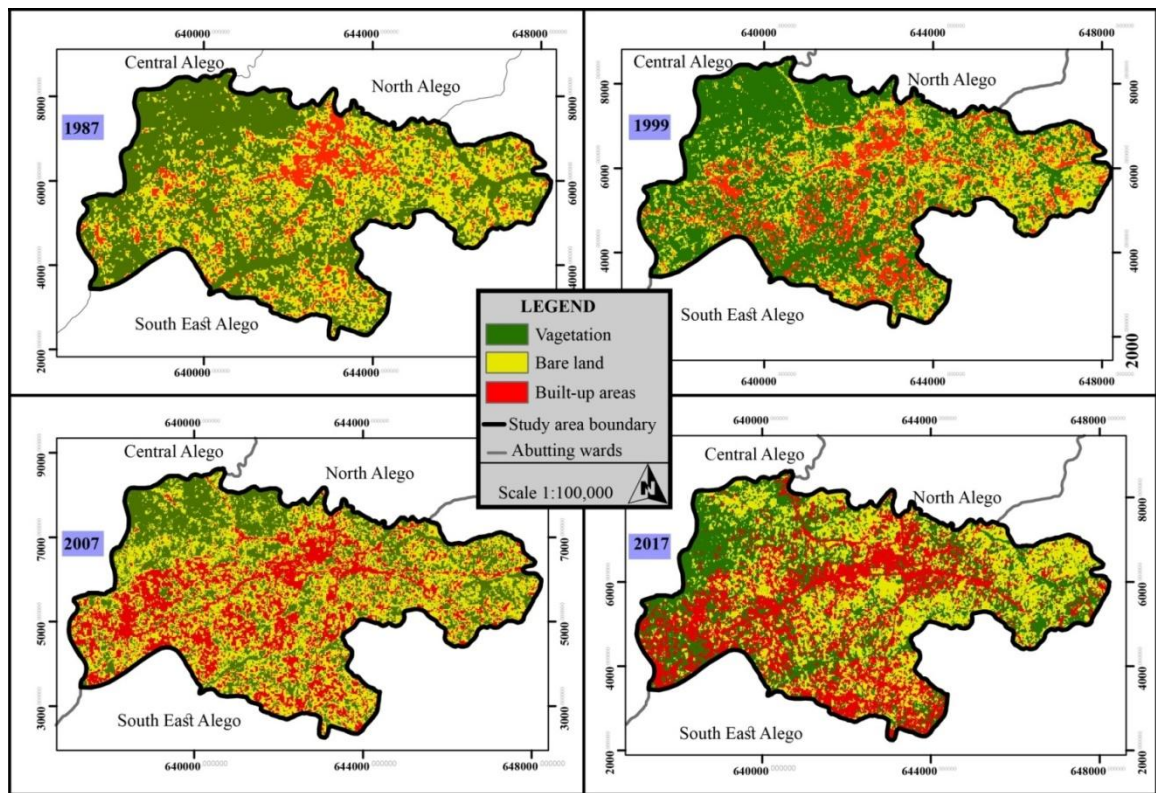 640000 644000 648000
Central Alego
North Alego
8000
1987
6000
4000
South East Alego
2000
640000 644000
640000 644000 648000
Central Alego
North Alego
8000
1999
6000
4000
South East Alego
2000
640000 644000 648000
LEGEND
Vagetation
Bare land
Built-up areas
Study area boundary
Abutting wards
Scale 1:100,000
N
640000 644000
9000
Central Alego
North Alego
2007
7000 7000
5000 5000
3000 3000
South East Alego
640000 644000 648000
640000 644000 648000
Central Alego
North Alego
8000
2017
6000
4000
South East Alego
2000
640000 644000 648000